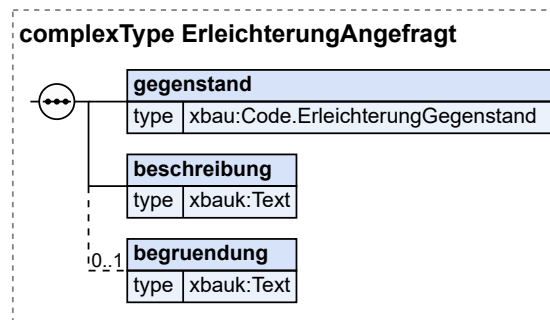 complexType ErleichterungAngefragt
gegenstand
type xbau:Code.ErleichterungGegenstand
beschreibung
type xbauk:Text
0..1
begruendung
type xbauk:Text